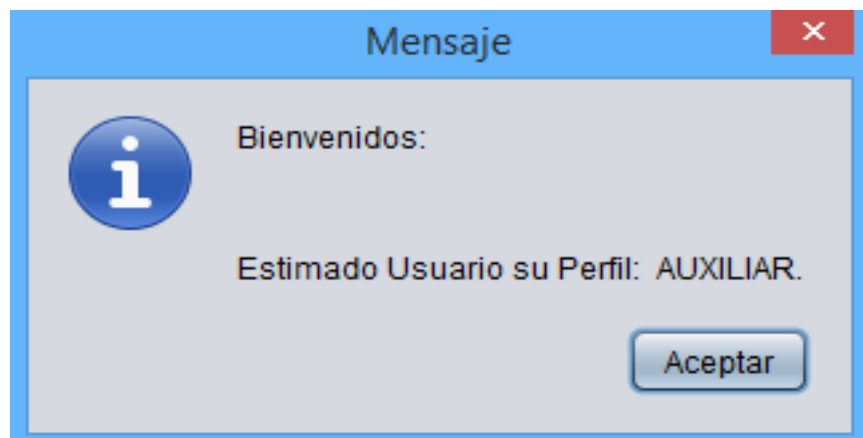 Mensaje
Bienvenidos:
Estimado Usuario su Perfil: AUXILIAR.
Aceptar